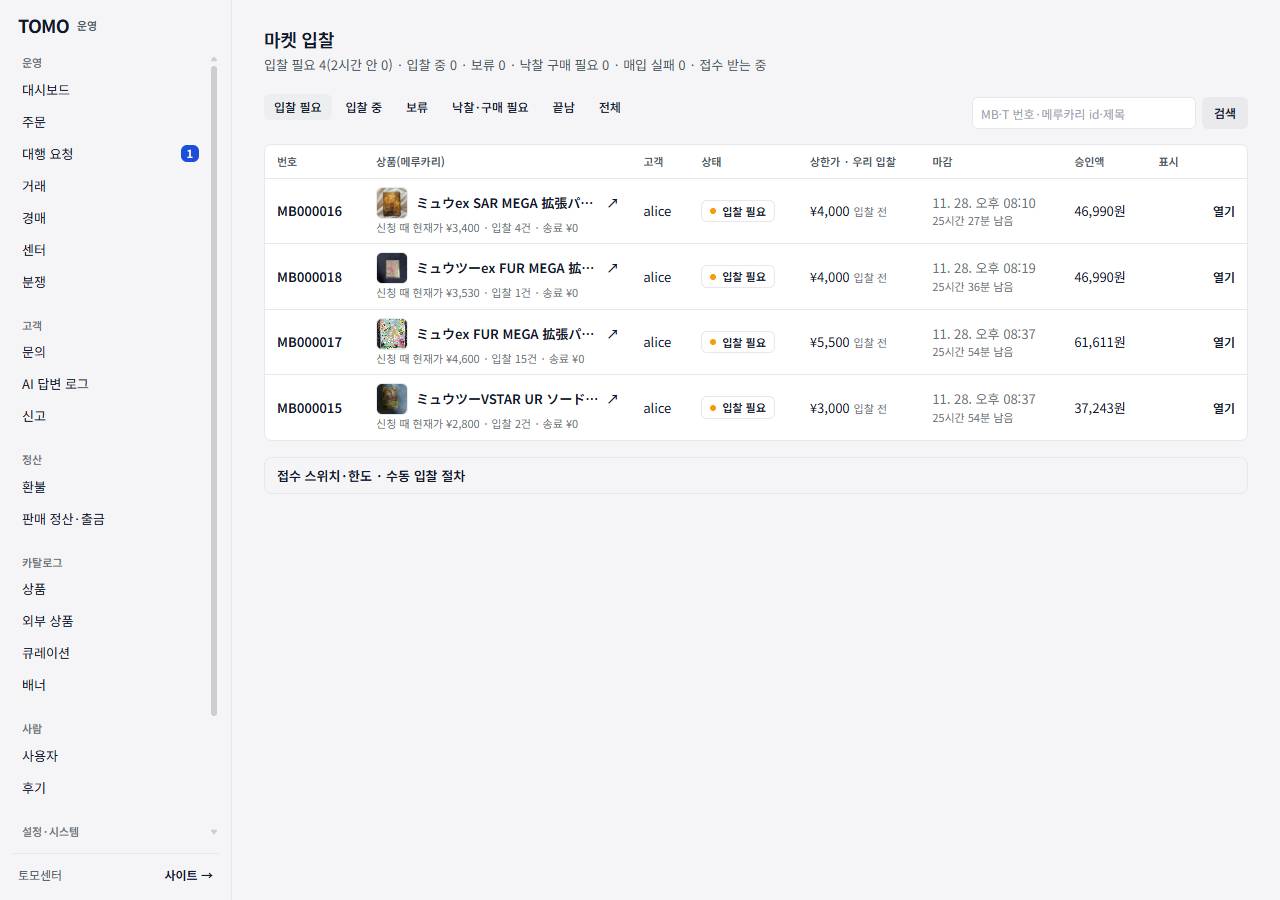 TOMO 운영
운영
대시보드
주문
대행 요청 1
거래
경매
센터
분쟁
고객
문의
AI 답변 로그
신고
정산
환불
판매 정산·출금
카탈로그
상품
외부 상품
큐레이션
배너
사람
사용자
후기
설정·시스템
토모센터 사이트 →
마켓 입찰
입찰 필요 4(2시간 안 0) · 입찰 중 0 · 보류 0 · 낙찰 구매 필요 0 · 매입 실패 0 · 접수 받는 중
입찰 필요 입찰 중 보류 낙찰·구매 필요 끝남 전체
MB·T 번호·메루카리 id·제목 검색
번호 상품(메루카리) 고객 상태 상한가 · 우리 입찰 마감 승인액 표시
MB000016 ミュウex SAR MEGA 拡張パ… ↗ alice 입찰 필요 ¥4,000 입찰 전 11. 28. 오후 08:10 46,990원 열기
신청 때 현재가 ¥3,400 · 입찰 4건 · 송료 ¥0 25시간 27분 남음
MB000018 ミュウツーex FUR MEGA 拡… ↗ alice 입찰 필요 ¥4,000 입찰 전 11. 28. 오후 08:19 46,990원 열기
신청 때 현재가 ¥3,530 · 입찰 1건 · 송료 ¥0 25시간 36분 남음
MB000017 ミュウex FUR MEGA 拡張パ… ↗ alice 입찰 필요 ¥5,500 입찰 전 11. 28. 오후 08:37 61,611원 열기
신청 때 현재가 ¥4,600 · 입찰 15건 · 송료 ¥0 25시간 54분 남음
MB000015 ミュウツーVSTAR UR ソード… ↗ alice 입찰 필요 ¥3,000 입찰 전 11. 28. 오후 08:37 37,243원 열기
신청 때 현재가 ¥2,800 · 입찰 2건 · 송료 ¥0 25시간 54분 남음
접수 스위치·한도 · 수동 입찰 절차